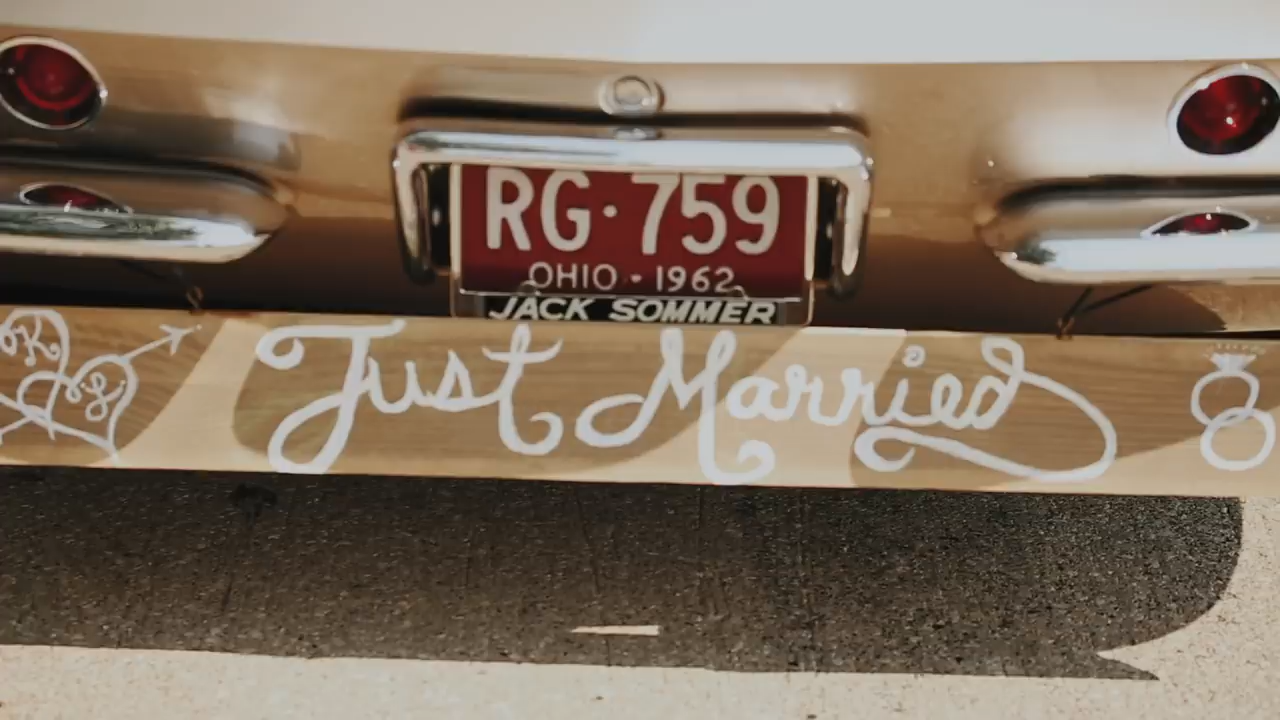 RG·759
OHIO - 1962
JACK SOMMER
K
Just Married